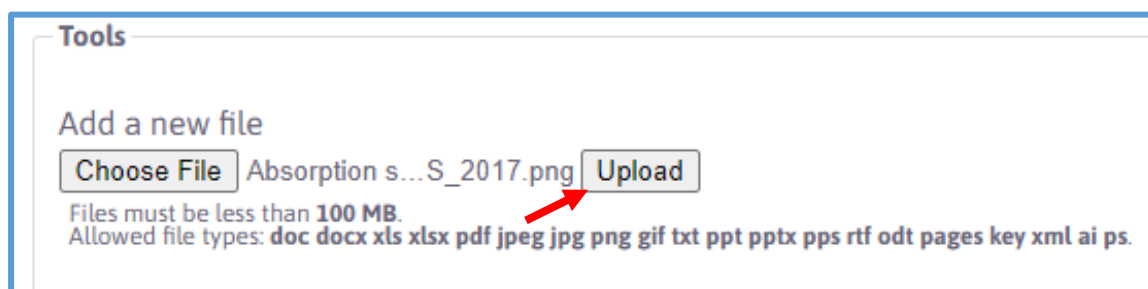 Tools
Add a new file
Choose File Absorption s...S_2017.png Upload
Files must be less than 100 MB.
Allowed file types: doc docx xls xlsx pdf jpeg jpg png gif txt ppt pptx pps rtf odt pages key xml ai ps.